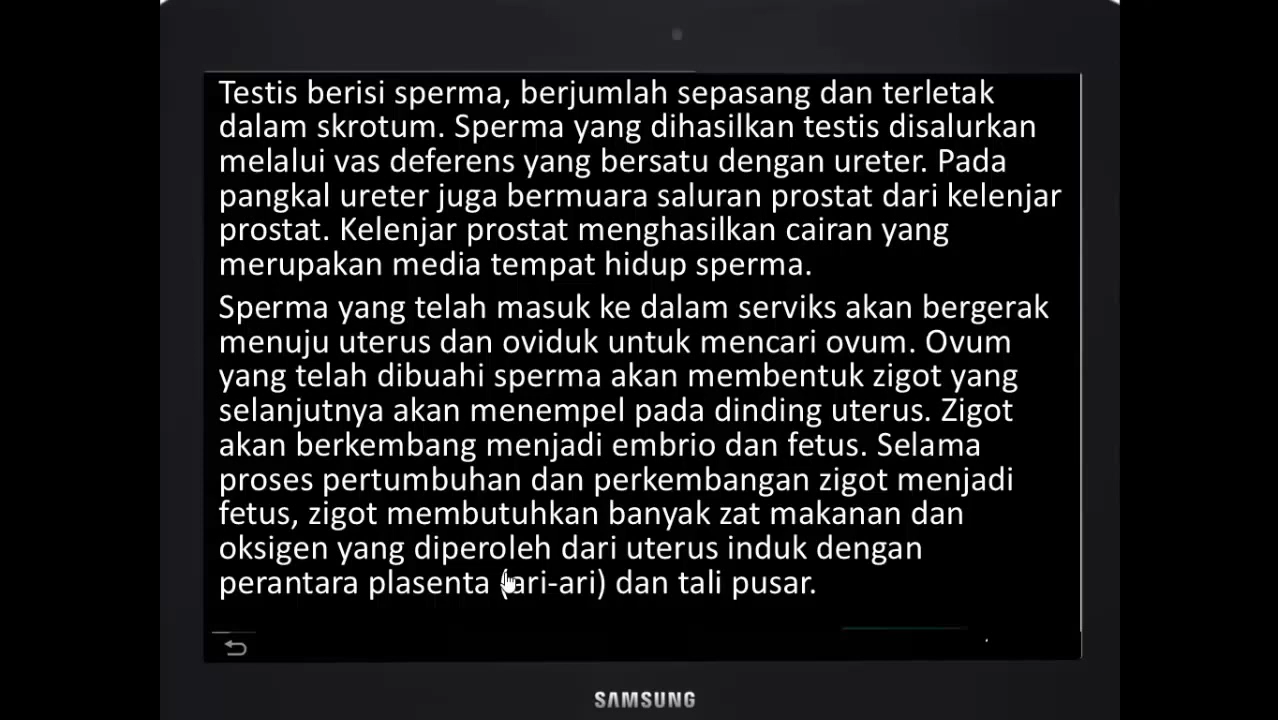 Testis berisi sperma, berjumlah sepasang dan terletak
dalam skrotum. Sperma yang dihasilkan testis disalurkan
melalui vas deferens yang bersatu dengan ureter. Pada
pangkal ureter juga bermuara saluran prostat dari kelenjar
prostat. Kelenjar prostat menghasilkan cairan yang
merupakan media tempat hidup sperma.
Sperma yang telah masuk ke dalam serviks akan bergerak
menuju uterus dan oviduk untuk mencari ovum. Ovum
yang telah dibuahi sperma akan membentuk zigot yang
selanjutnya akan menempel pada dinding uterus. Zigot
akan berkembang menjadi embrio dan fetus. Selama
proses pertumbuhan dan perkembangan zigot menjadi
fetus, zigot membutuhkan banyak zat makanan dan
oksigen yang diperoleh dari uterus induk dengan
perantara plasenta (ari-ari) dan tali pusar.
SAMSUNG